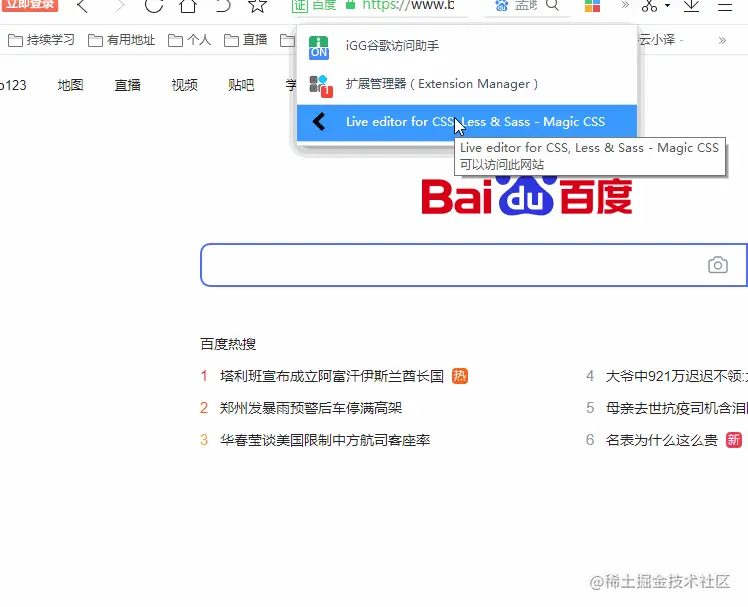 立即登录
证 百度 https://www.b
持续学习 有用地址 个人 直播
iGG谷歌访问助手
ON
扩展管理器 ( Extension Manager )
1
Live editor for CSS, Less & Sass - Magic CSS
Live editor for CSS, Less & Sass - Magic CSS
可以访问此网站
云小译 -
o123 地图 直播 视频 贴吧 学
Bai du 百度
百度热搜
1 塔利班宣布成立阿富汗伊斯兰酋长国 热
2 郑州发暴雨预警后车停满高架
3 华春莹谈美国限制中方航司客座率
4 大爷中921万迟迟不领:
5 母亲去世抗疫司机含泪
6 名表为什么这么贵 新
@稀土掘金技术社区